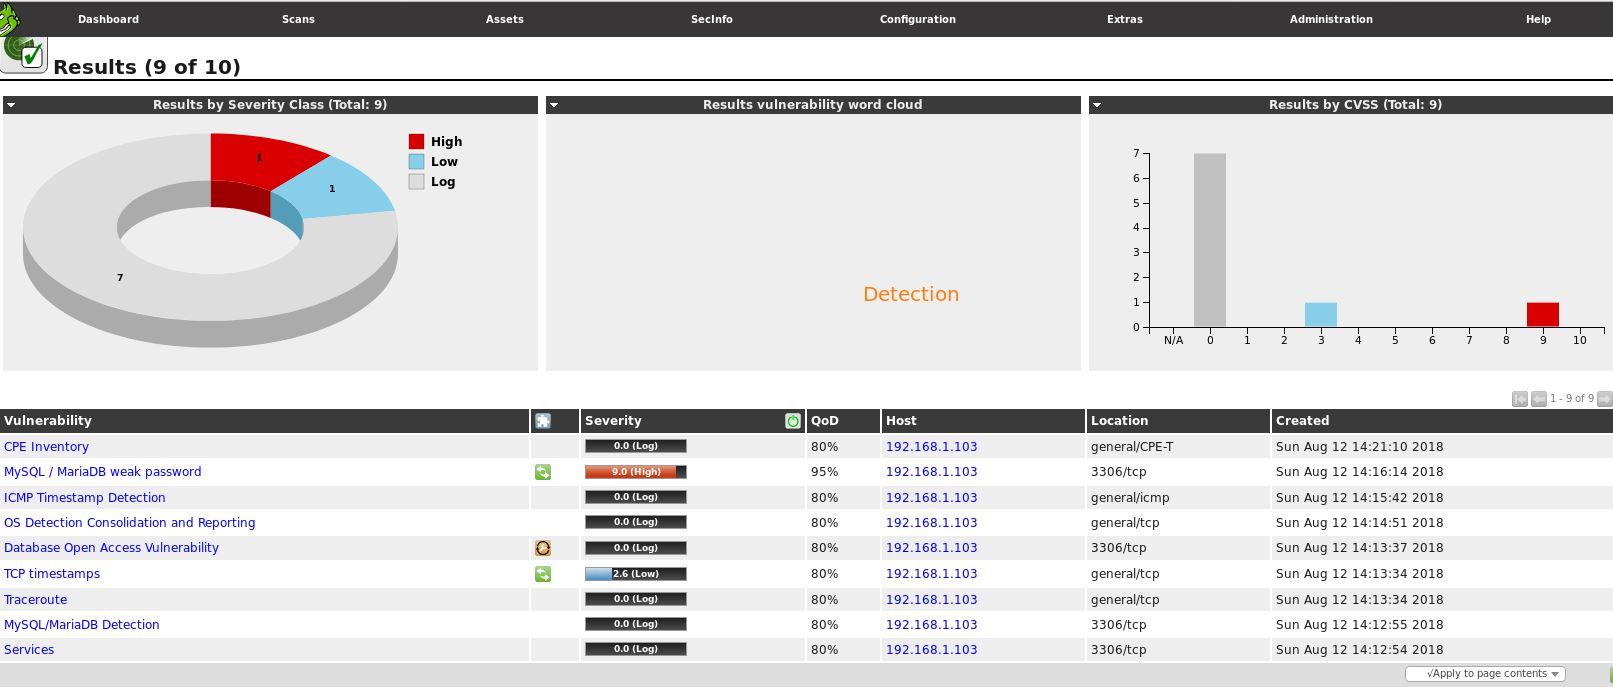 Dashboard Scans Assets SecInfo Configuration Extras Administration Help
Results (9 of 10)
Results by Severity Class (Total: 9)
1
1
7
High
Low
Log
Results vulnerability word cloud
Detection
Results by CVSS (Total: 9)
7
6
5
4
3
2
1
0
N/A 0 1 2 3 4 5 6 7 8 9 10
1 - 9 of 9
Vulnerability Severity QoD Host Location Created
CPE Inventory 0.0 (Log) 80% 192.168.1.103 general/CPE-T Sun Aug 12 14:21:10 2018
MySQL / MariaDB weak password 9.0 (High) 95% 192.168.1.103 3306/tcp Sun Aug 12 14:16:14 2018
ICMP Timestamp Detection 0.0 (Log) 80% 192.168.1.103 general/icmp Sun Aug 12 14:15:42 2018
OS Detection Consolidation and Reporting 0.0 (Log) 80% 192.168.1.103 general/tcp Sun Aug 12 14:14:51 2018
Database Open Access Vulnerability 0.0 (Log) 80% 192.168.1.103 3306/tcp Sun Aug 12 14:13:37 2018
TCP timestamps 2.6 (Low) 80% 192.168.1.103 general/tcp Sun Aug 12 14:13:34 2018
Traceroute 0.0 (Log) 80% 192.168.1.103 general/tcp Sun Aug 12 14:13:34 2018
MySQL/MariaDB Detection 0.0 (Log) 80% 192.168.1.103 3306/tcp Sun Aug 12 14:12:55 2018
Services 0.0 (Log) 80% 192.168.1.103 3306/tcp Sun Aug 12 14:12:54 2018
√Apply to page contents